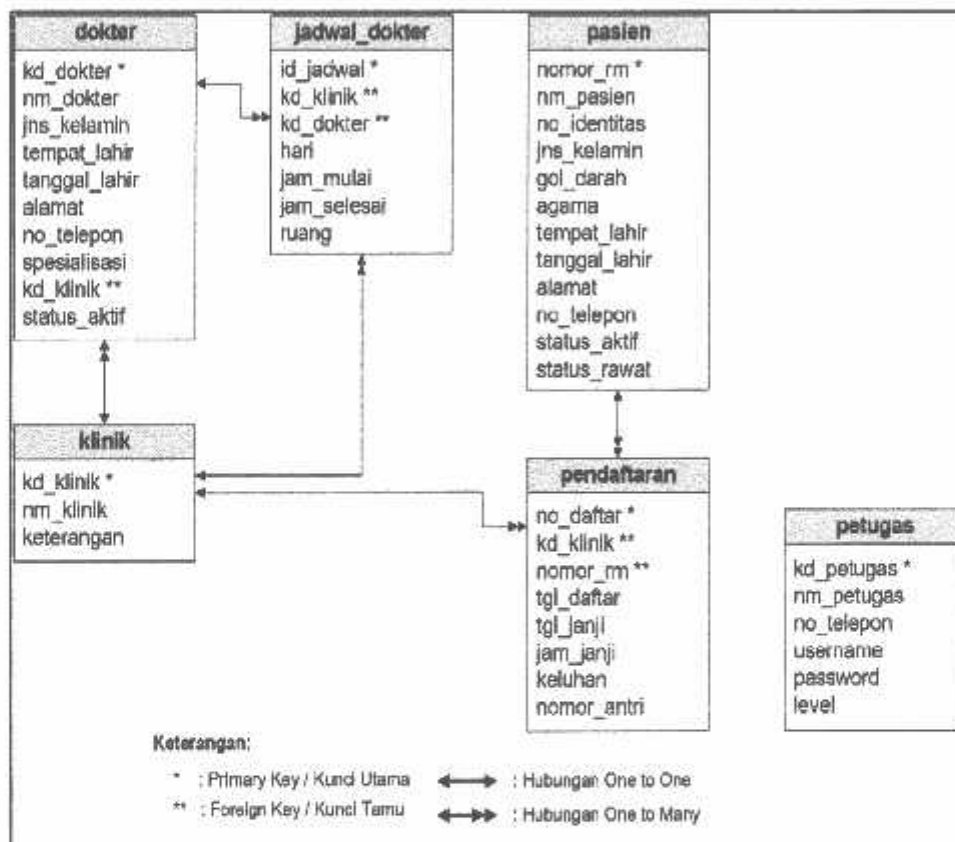 dokter
kd_dokter *
nm_dokter
jns_kelamin
tempat_lahir
tanggal_lahir
alamat
no_telepon
spesialisasi
kd_klinik **
status_aktif
jadwal_dokter
id_jadwal *
kd_klinik **
kd_dokter **
hari
jam_mulai
jam_selesai
ruang
pasien
nomor_rm *
nm_pasien
no_identitas
jns_kelamin
gol_darah
agama
tempat_lahir
tanggal_lahir
alamat
no_telepon
status_aktif
status_rawat
klinik
kd_klinik *
nm_klinik
keterangan
pendaftaran
no_daftar *
kd_klinik **
nomor_rm **
tgl_daftar
tgl_janji
jam_janji
keluhan
nomor_antri
petugas
kd_petugas *
nm_petugas
no_telepon
username
password
level
Keterangan:
* : Primary Key / Kunci Utama
: Hubungan One to One
** : Foreign Key / Kunci Tamu
: Hubungan One to Many